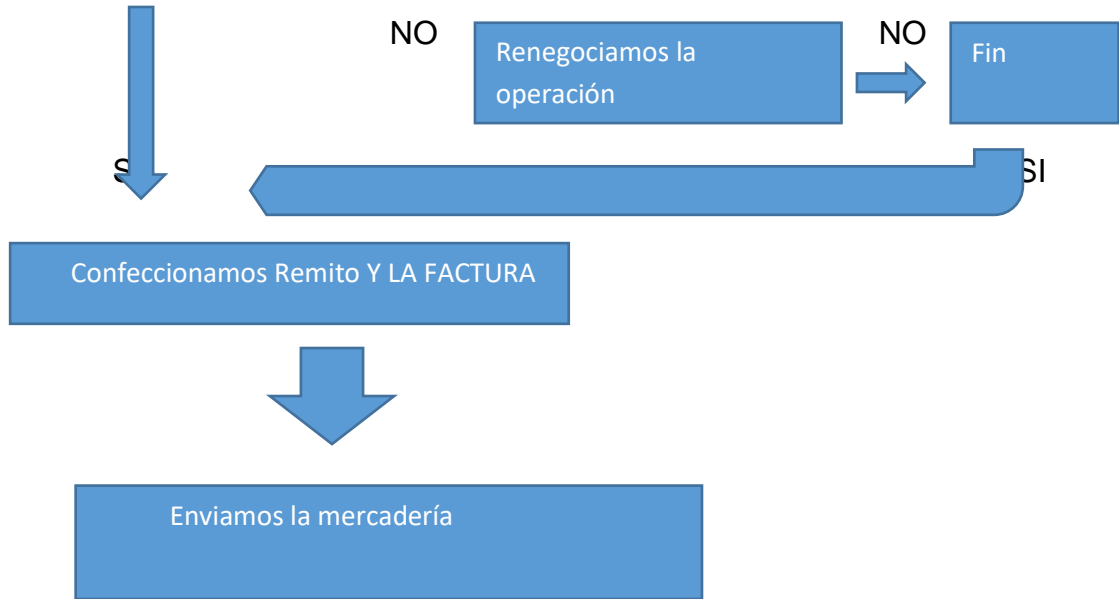 NO
Renegociamos la
operación
NO
Fin
SI
Confeccionamos Remito Y LA FACTURA
Enviamos la mercadería